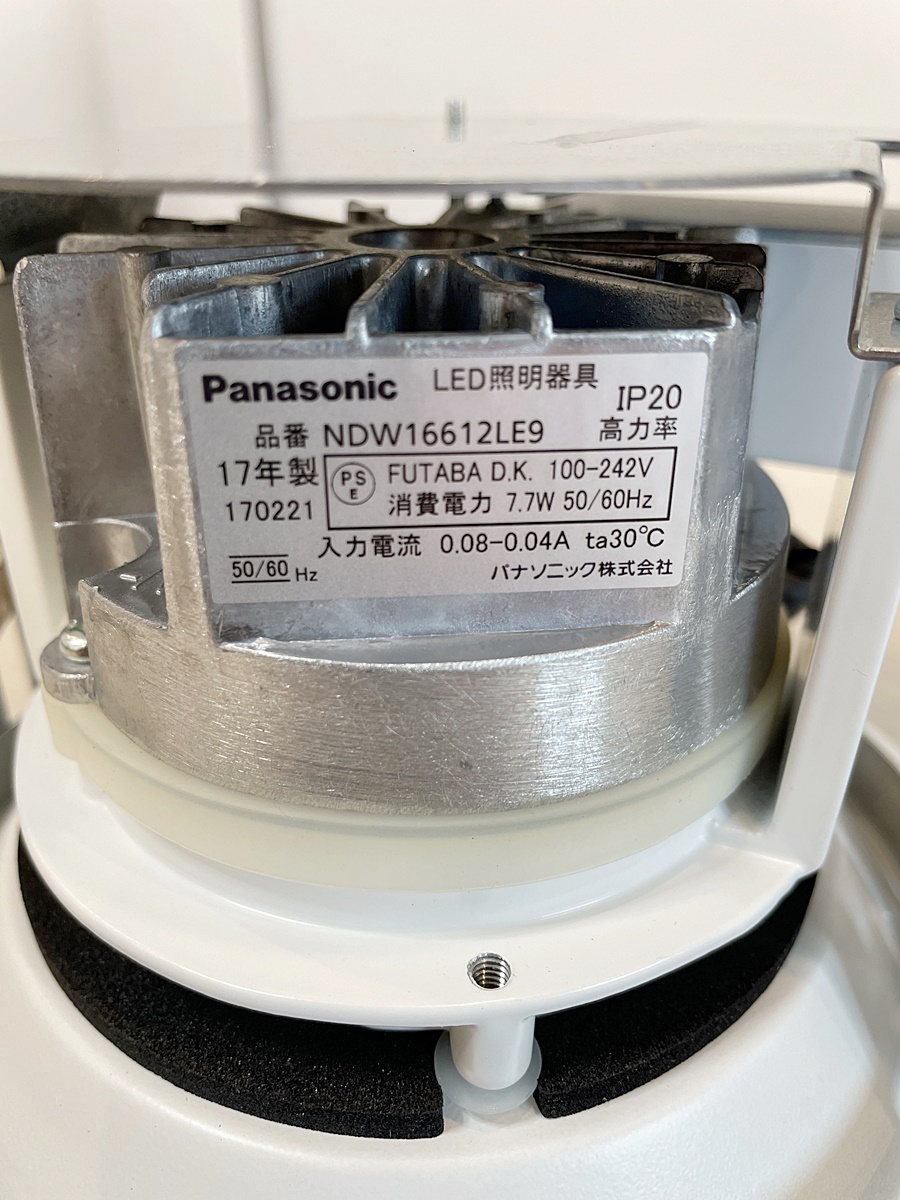 Panasonic LED照明器具
IP20
品番 NDW16612LE9 高力率
17年製 PS E FUTABA D.K. 100-242V
170221 消費電力 7.7W 50/60Hz
入力電流 0.08-0.04A ta30℃
50/60 Hz パナソニック株式会社